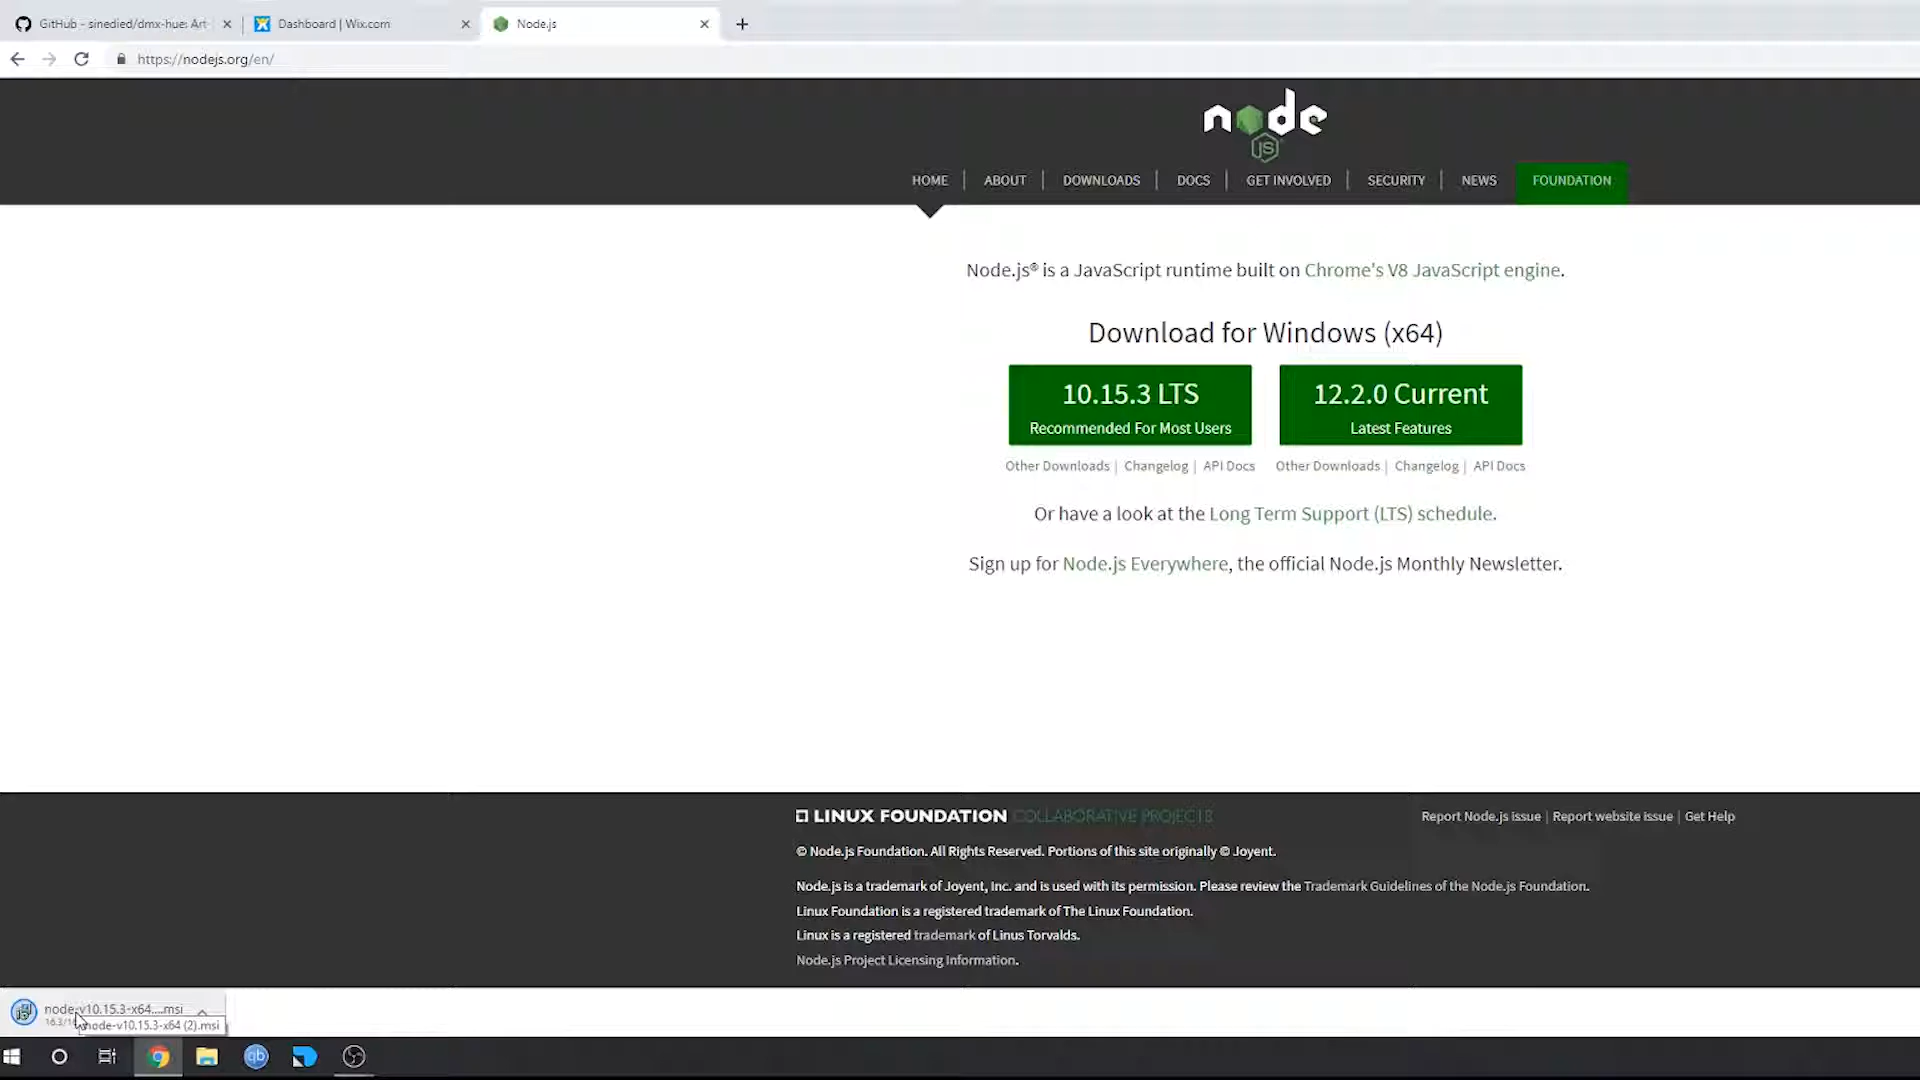 GitHub - sinedied/dmx-hue: Art
Dashboard | Wix.com
Node.js
https://nodejs.org/en/
node
JS
HOME
ABOUT
DOWNLOADS
DOCS
GET INVOLVED
SECURITY
NEWS
FOUNDATION
Node.js® is a JavaScript runtime built on Chrome's V8 JavaScript engine.
Download for Windows (x64)
10.15.3 LTS
Recommended For Most Users
12.2.0 Current
Latest Features
Other Downloads | Changelog | API Docs
Other Downloads | Changelog | API Docs
Or have a look at the Long Term Support (LTS) schedule.
Sign up for Node.js Everywhere, the official Node.js Monthly Newsletter.
LINUX FOUNDATION COLLABORATIVE PROJECTS
Report Node.js issue | Report website issue | Get Help
© Node.js Foundation. All Rights Reserved. Portions of this site originally © Joyent.
Node.js is a trademark of Joyent, Inc. and is used with its permission. Please review the Trademark Guidelines of the Node.js Foundation.
Linux Foundation is a registered trademark of The Linux Foundation.
Linux is a registered trademark of Linus Torvalds.
Node.js Project Licensing Information.
node-v10.15.3-x64....msi
node-v10.15.3-x64 (2).msi
qb